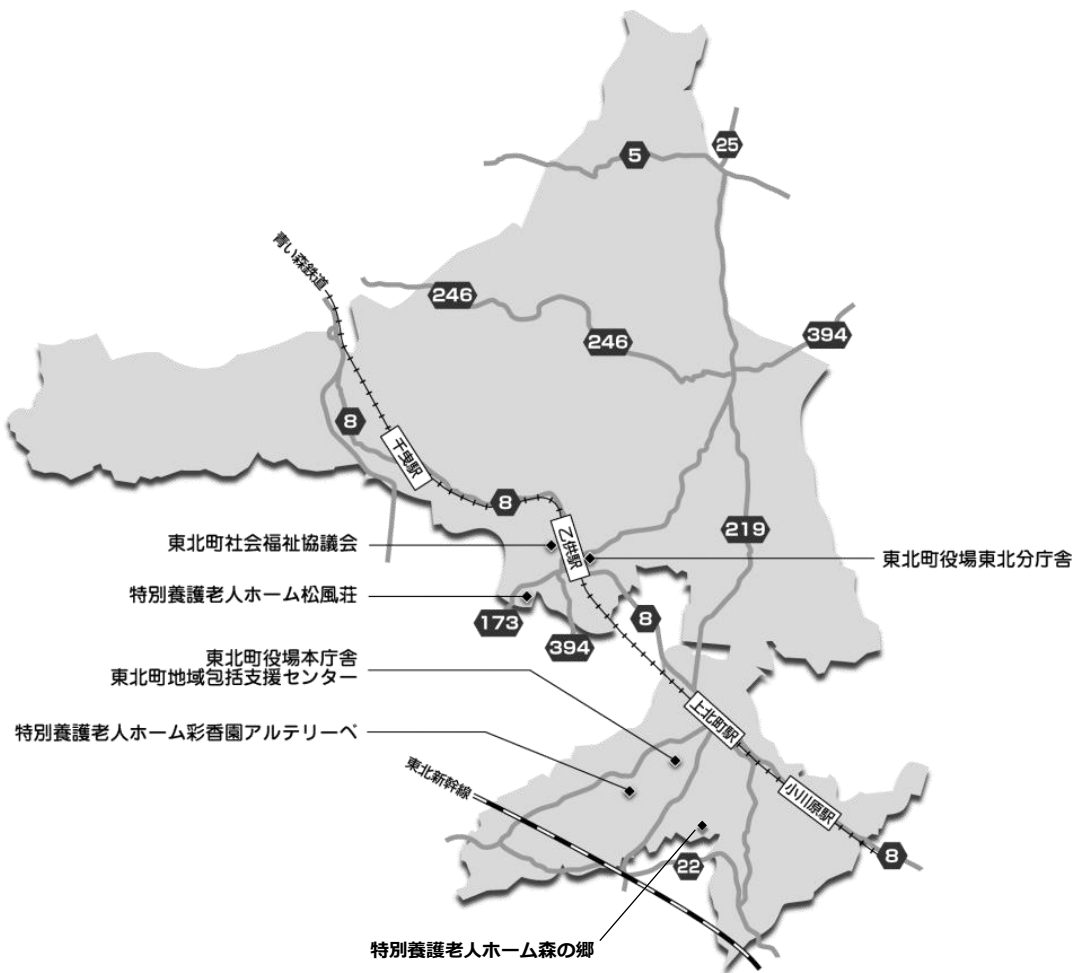 25
5
青い森鉄道
246
394
246
8
千曳駅
8
219
東北町社会福祉協議会
乙供駅
東北町役場東北分庁舎
特別養護老人ホーム松風荘
173
8
394
東北町役場本庁舎
東北町地域包括支援センター
上北町駅
特別養護老人ホーム彩香園アルテリーベ
東北新幹線
小川原駅
8
22
特別養護老人ホーム森の郷